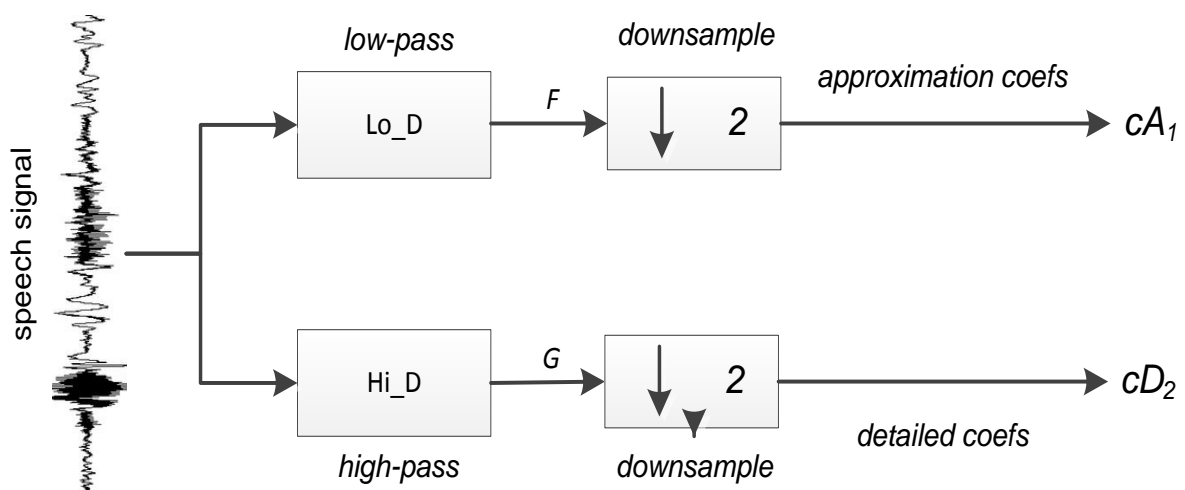 speech signal
low-pass
downsample
Lo_D
F
2
approximation coefs
cA₁
Hi_D
G
2
cD₂
detailed coefs
high-pass
downsample